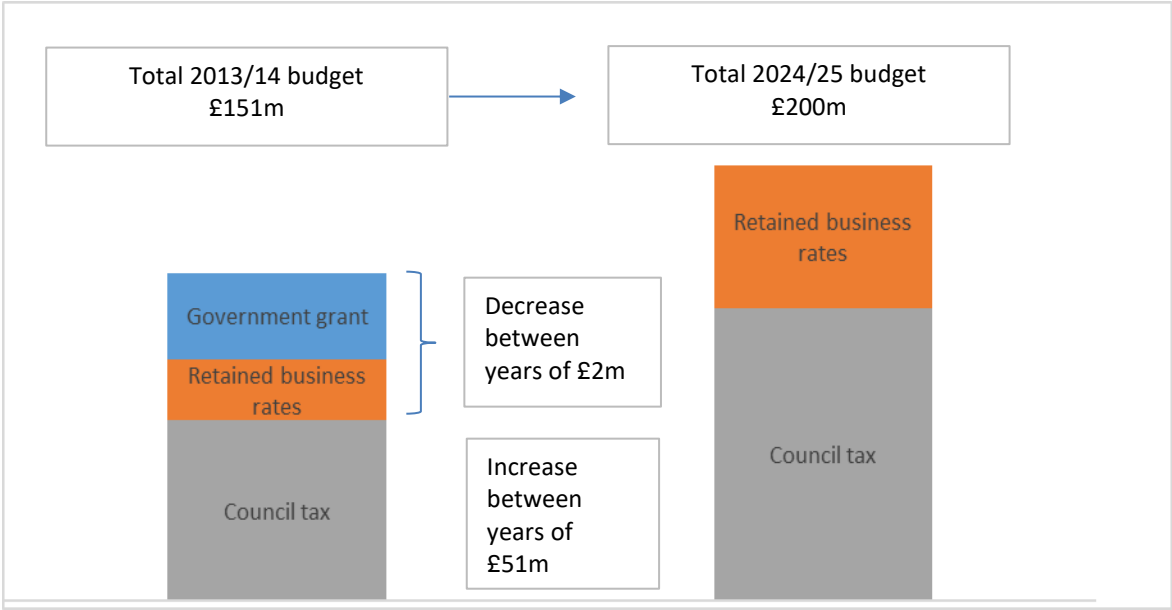 Total 2013/14 budget
£151m
Total 2024/25 budget
£200m
Government grant
Retained business
rates
Council tax
Decrease
between
years of £2m
Increase
between
years of
£51m
Retained business
rates
Council tax